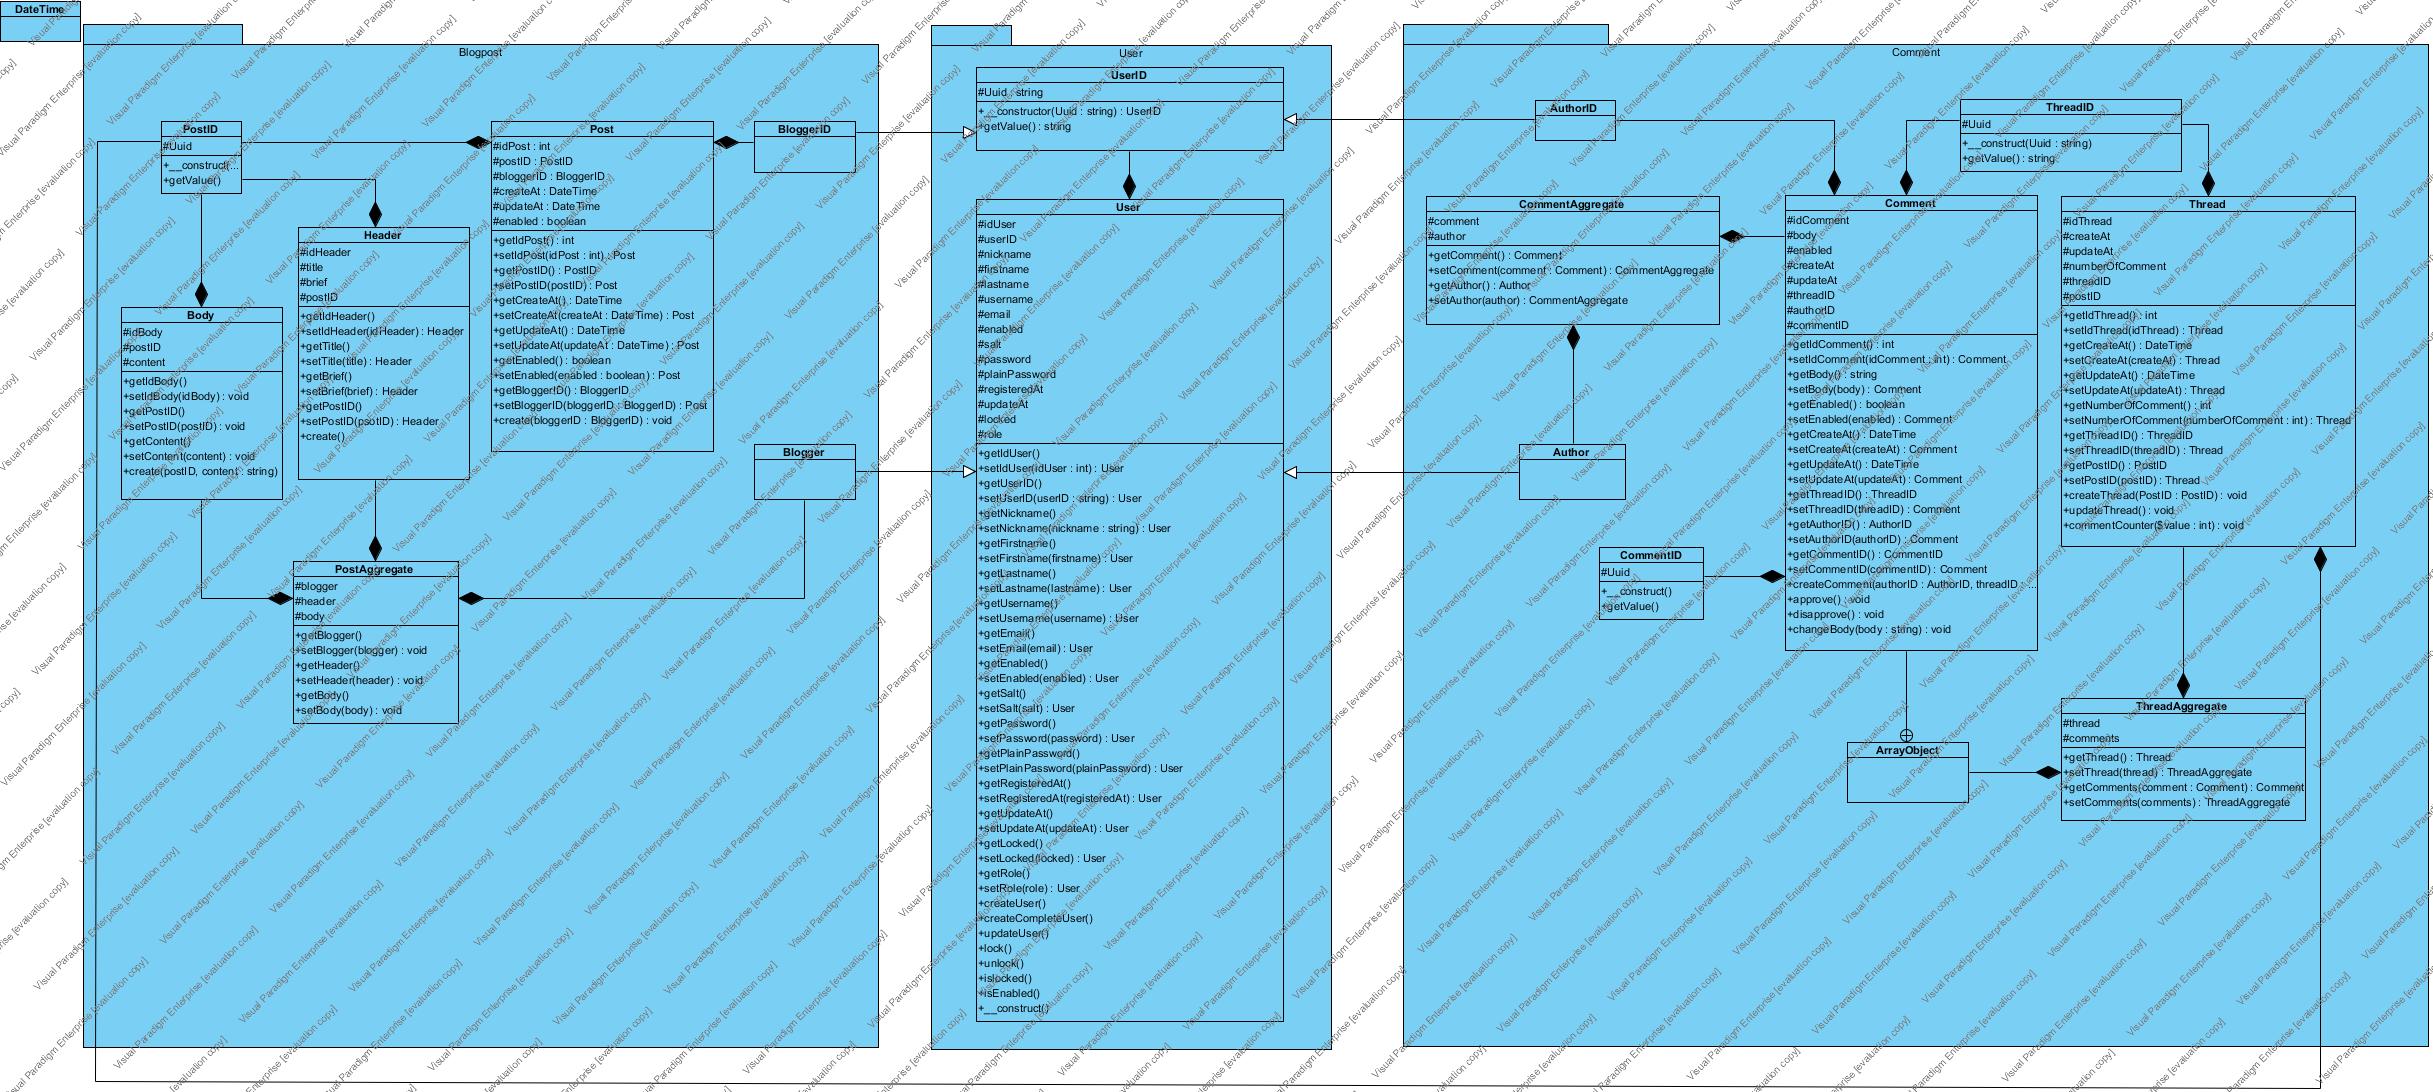 DateTime
Blogpost
PostID
#Uuid
+__construct(...
+getValue()
Post
#idPost : int
#postID : PostID
#bloggerID : BloggerID
#createAt : DateTime
#updateAt : DateTime
#enabled : boolean
+getIdPost() : int
+setIdPost(idPost : int) : Post
+getPostID() : PostID
+setPostID(postID) : Post
+getCreateAt() : DateTime
+setCreateAt(createAt : DateTime) : Post
+getUpdateAt() : DateTime
+setUpdateAt(updateAt : DateTime) : Post
+getEnabled() : boolean
+setEnabled(enabled : boolean) : Post
+getBloggerID() : BloggerID
+setBloggerID(bloggerID : BloggerID) : Post
+create(bloggerID : BloggerID) : void
BloggerID
Header
#idHeader
#title
#brief
#postID
+getIdHeader()
+setIdHeader(idHeader) : Header
+getTitle()
+setTitle(title) : Header
+getBrief()
+setBrief(brief) : Header
+getPostID()
+setPostID(psotID) : Header
+create()
Body
#idBody
#postID
#content
+getIdBody()
+setIdBody(idBody) : void
+getPostID()
+setPostID(postID) : void
+getContent()
+setContent(content) : void
+create(postID, content : string)
Blogger
PostAggregate
#blogger
#header
#body
+getBlogger()
+setBlogger(blogger) : void
+getHeader()
+setHeader(header) : void
+getBody()
+setBody(body) : void
User
UserID
#Uuid : string
+__constructor(Uuid : string) : UserID
+getValue() : string
User
#idUser
#userID
#nickname
#firstname
#lastname
#username
#email
#enabled
#salt
#password
#plainPassword
#registeredAt
#updateAt
#locked
#role
+getIdUser()
+setIdUser(idUser : int) : User
+getUserID()
+setUserID(userID : string) : User
+getNickname()
+setNickname(nickname : string) : User
+getFirstname()
+setFirstname(firstname) : User
+getLastname()
+setLastname(lastname) : User
+getUsername()
+setUsername(username) : User
+getEmail()
+setEmail(email) : User
+getEnabled()
+setEnabled(enabled) : User
+getSalt()
+setSalt(salt) : User
+getPassword()
+setPassword(password) : User
+getPlainPassword()
+setPlainPassword(plainPassword) : User
+getRegisteredAt()
+setRegisteredAt(registeredAt) : User
+getUpdateAt()
+setUpdateAt(updateAt) : User
+getLocked()
+setLocked(locked) : User
+getRole()
+setRole(role) : User
+createUser()
+createCompleteUser()
+updateUser()
+lock()
+unlock()
+islocked()
+isEnabled()
+__construct()
Comment
AuthorID
ThreadID
#Uuid
+__construct(Uuid : string)
+getValue() : string
CommentAggregate
#comment
#author
+getComment() : Comment
+setComment(comment : Comment) : CommentAggregate
+getAuthor() : Author
+setAuthor(author) : CommentAggregate
Comment
#idComment
#body
#enabled
#createAt
#updateAt
#threadID
#authorID
#commentID
+getIdComment() : int
+setIdComment(idComment : int) : Comment
+getBody() : string
+setBody(body) : Comment
+getEnabled() : boolean
+setEnabled(enabled) : Comment
+getCreateAt() : DateTime
+setCreateAt(createAt) : Comment
+getUpdateAt() : DateTime
+setUpdateAt(updateAt) : Comment
+getThreadID() : ThreadID
+setThreadID(threadID) : Comment
+getAuthorID() : AuthorID
+setAuthorID(authorID) : Comment
+getCommentID() : CommentID
+setCommentID(commentID) : Comment
+createComment(authorID : AuthorID, threadID...
+approve() : void
+disapprove() : void
+changeBody(body : string) : void
Thread
#idThread
#createAt
#updateAt
#numberOfComment
#threadID
#postID
+getIdThread() : int
+setIdThread(idThread) : Thread
+getCreateAt() : DateTime
+setCreateAt(createAt) : Thread
+getUpdateAt() : DateTime
+setUpdateAt(updateAt) : Thread
+getNumberOfComment() : int
+setNumberOfComment(numberOfComment : int) : Thread
+getThreadID() : ThreadID
+setThreadID(threadID) : Thread
+getPostID() : PostID
+setPostID(postID) : Thread
+createThread(PostID : PostID) : void
+updateThread() : void
+commentCounter($value : int) : void
Author
CommentID
#Uuid
+__construct()
+getValue()
ArrayObject
ThreadAggregate
#thread
#comments
+getThread() : Thread
+setThread(thread) : ThreadAggregate
+getComments(comment : Comment) : Comment
+setComments(comments) : ThreadAggregate
Visual Paradigm Enterprise [evaluation copy]